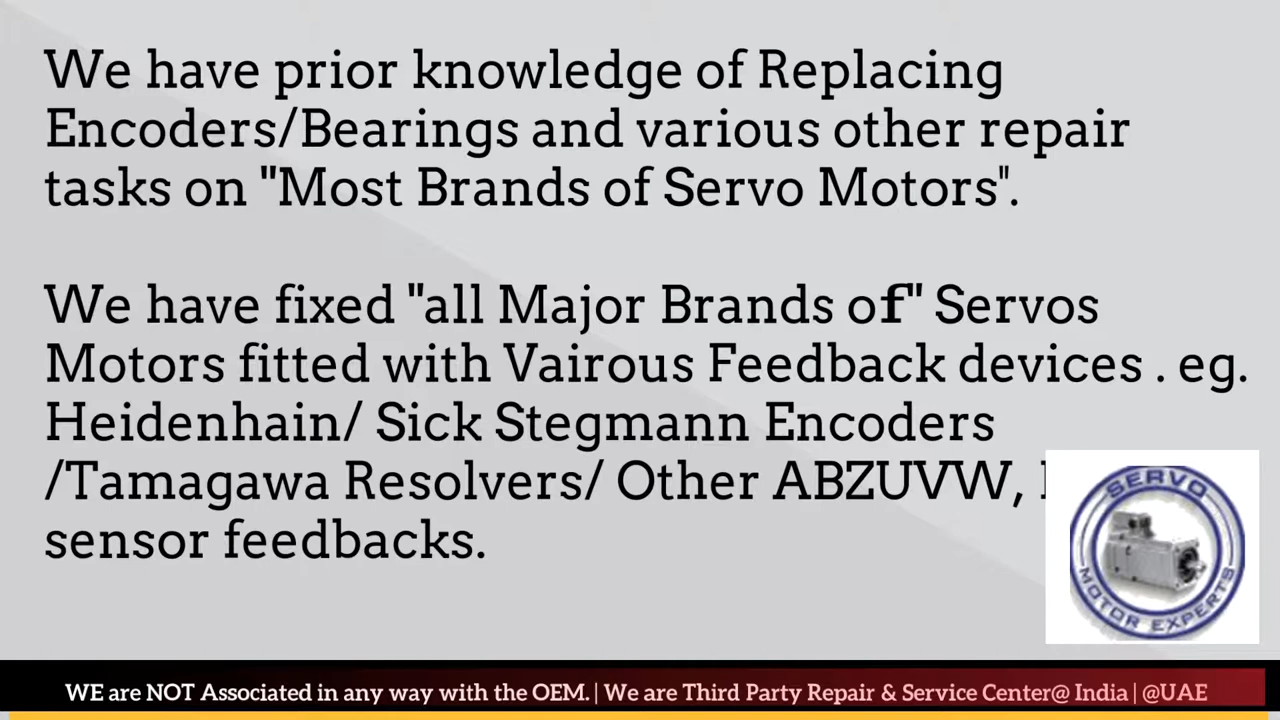 We have prior knowledge of Replacing
Encoders/Bearings and various other repair
tasks on "Most Brands of Servo Motors".
We have fixed "all Major Brands of" Servos
Motors fitted with Vairous Feedback devices . eg.
Heidenhain/ Sick Stegmann Encoders
/Tamagawa Resolvers/ Other ABZUVW,
sensor feedbacks.
SERVO
MOTOR EXPERTS
WE are NOT Associated in any way with the OEM. | We are Third Party Repair & Service Center@ India | @UAE